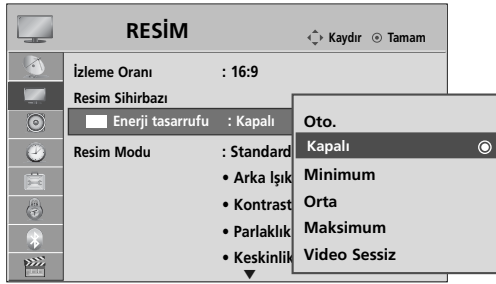 RESİM
Kaydır Tamam
İzleme Oranı : 16:9
Resim Sihirbazı
Enerji tasarrufu : Kapalı
Resim Modu : Standard
• Arka Işık
• Kontrast
• Parlaklık
• Keskinlik
Oto.
Kapalı
Minimum
Orta
Maksimum
Video Sessiz